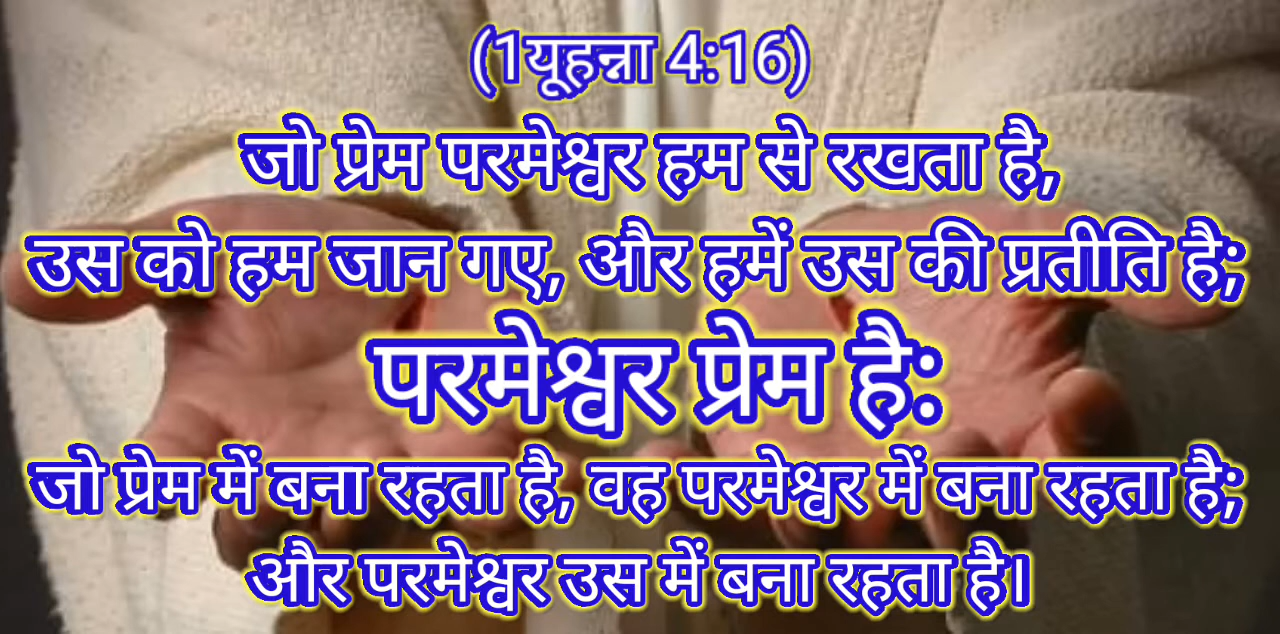 (1यूहन्ना 4:16)
जो प्रेम परमेश्वर हम से रखता है,
उस को हम जान गए, और हमें उस की प्रतीति है;
परमेश्वर प्रेम है:
जो प्रेम में बना रहता है, वह परमेश्वर में बना रहता है;
और परमेश्वर उस में बना रहता है।